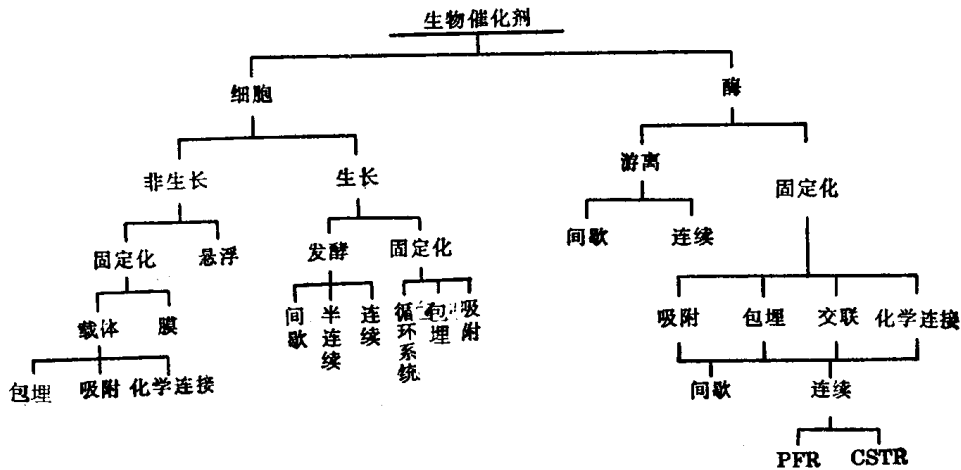 生物催化剂
细胞
酶
非生长
生长
游离
固定化
固定化
悬浮
发酵
固定化
间歇
连续
载体
膜
间歇
半连续
连续
循环系统
包埋
吸附
吸附
包埋
交联
化学连接
包埋
吸附
化学连接
间歇
连续
PFR
CSTR